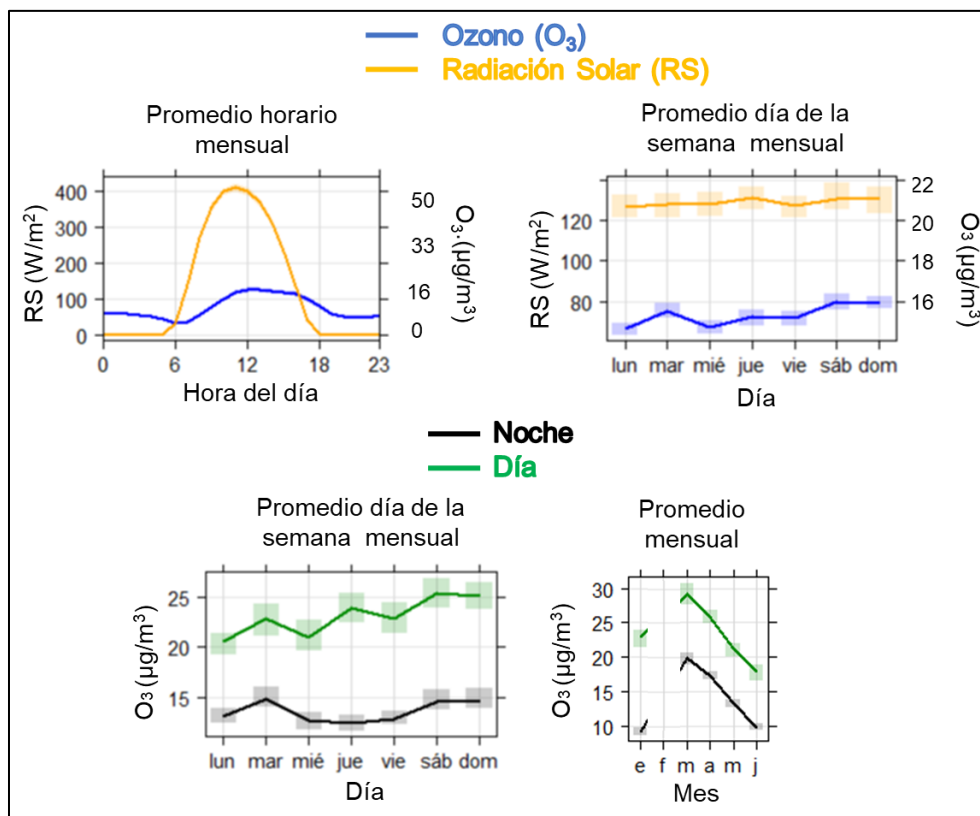 Ozono (O₃)
Radiación Solar (RS)
Promedio horario
mensual
RS (W/m²)
400
300
200
100
0
50
33
16
0
O₃.(µg/m³)
0 6 12 18 23
Hora del día
Promedio día de la
semana mensual
RS (W/m²)
120
100
80
22
20
18
16
O₃ (µg/m³)
lun mar mié jue vie sáb dom
Día
Noche
Día
Promedio día de la
semana mensual
O₃ (µg/m³)
25
20
15
lun mar mié jue vie sáb dom
Día
Promedio
mensual
O₃ (µg/m³)
30
25
20
15
10
e f m a m j
Mes